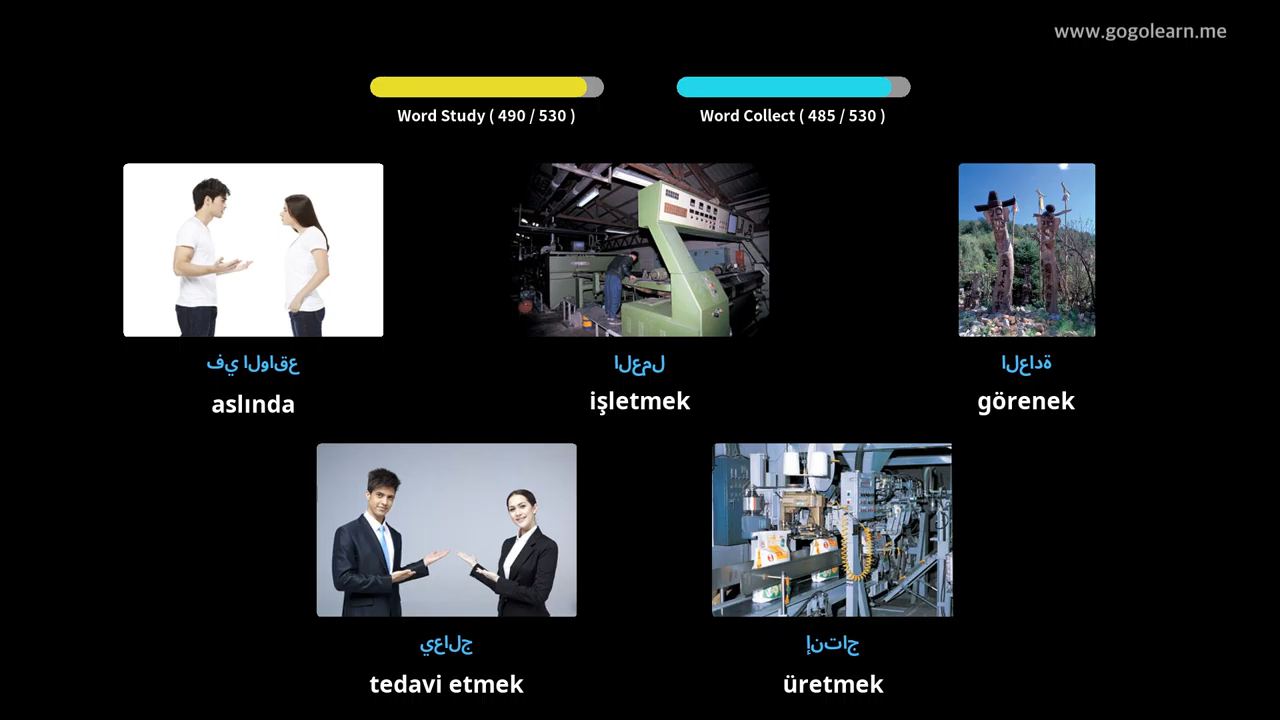 www.gogolearn.me
Word Study ( 490 / 530 )
Word Collect ( 485 / 530 )
في الواقع
العمل
العادة
aslında
işletmek
görenek
يعالج
إنتاج
tedavi etmek
üretmek